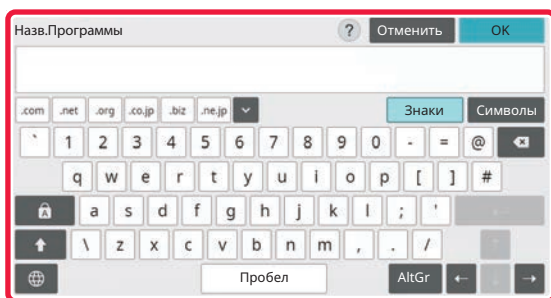 Назв.Программы ? Отменить OK
.com .net .org .co.jp .biz .ne.jp Знаки Символы
` 1 2 3 4 5 6 7 8 9 0 - = @
q w e r t y u i o p [ ] #
A a s d f g h j k l ; '
\ z x c v b n m , . /
Пробел AltGr ← ↓ →